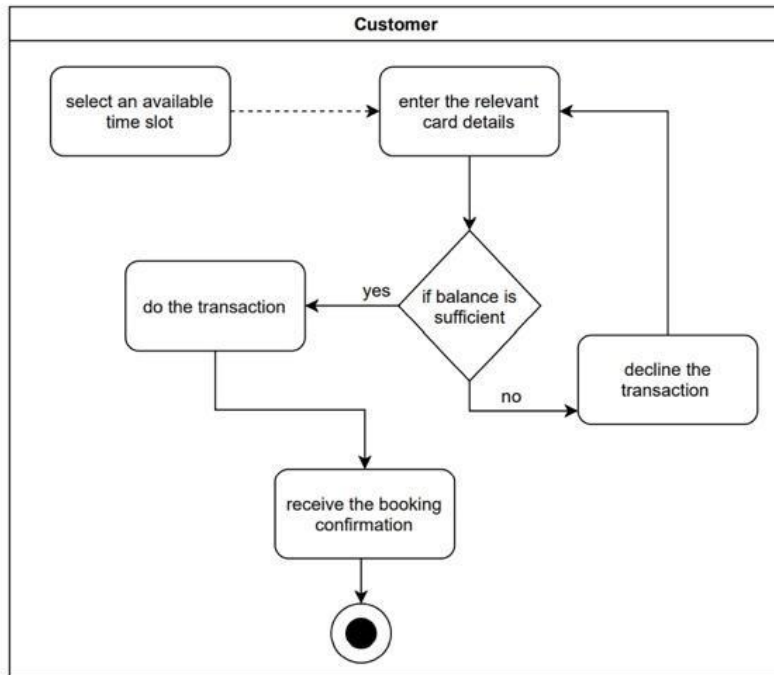 Customer
select an available
time slot
enter the relevant
card details
if balance is
sufficient
yes
do the transaction
no
decline the
transaction
receive the booking
confirmation